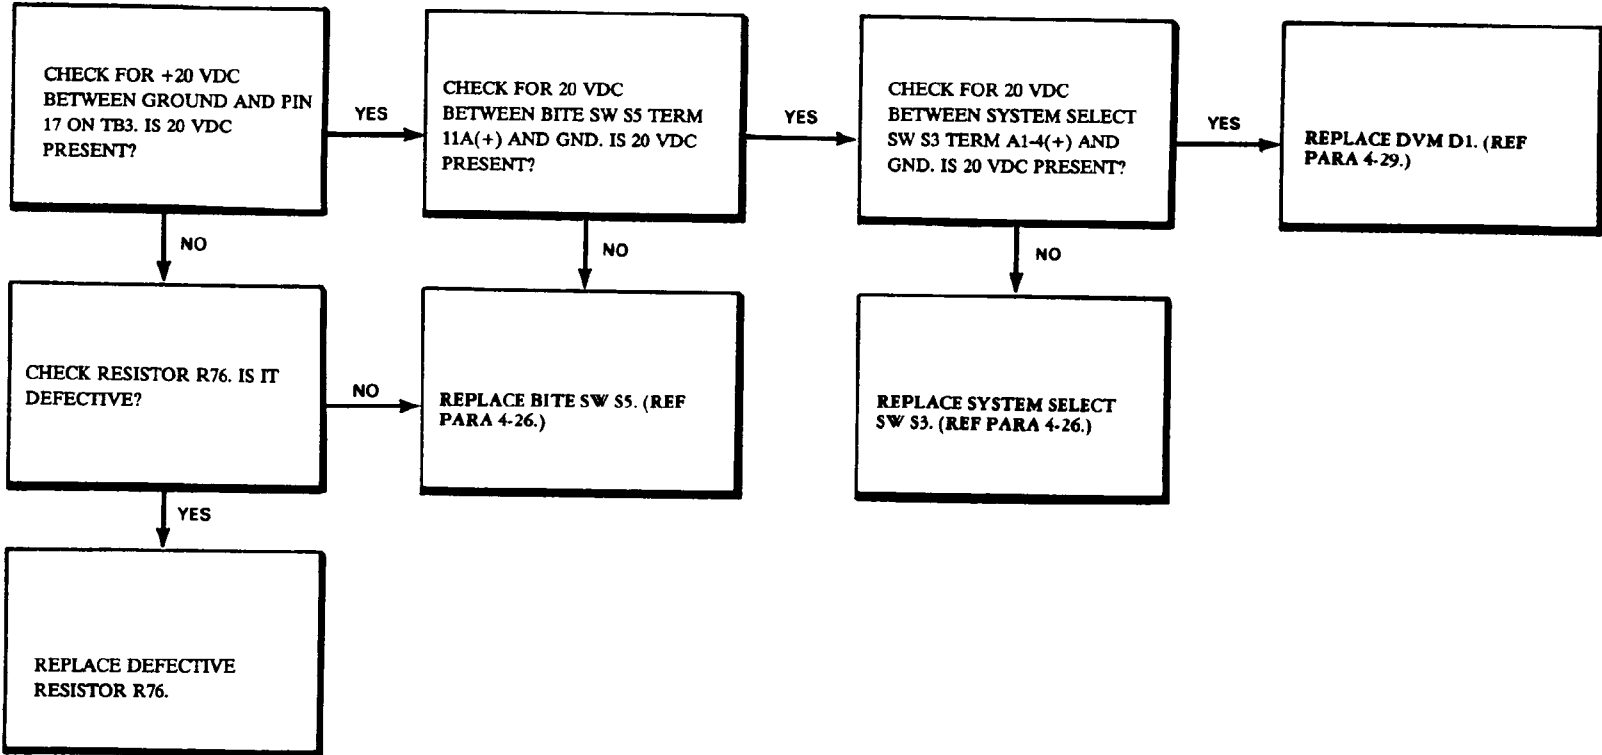 CHECK FOR +20 VDC
BETWEEN GROUND AND PIN
17 ON TB3. IS 20 VDC
PRESENT?
YES
CHECK FOR 20 VDC
BETWEEN BITE SW S5 TERM
11A(+) AND GND. IS 20 VDC
PRESENT?
YES
CHECK FOR 20 VDC
BETWEEN SYSTEM SELECT
SW S3 TERM A1-4(+) AND
GND. IS 20 VDC PRESENT?
YES
REPLACE DVM D1. (REF
PARA 4-29.)
NO
NO
NO
CHECK RESISTOR R76. IS IT
DEFECTIVE?
NO
REPLACE BITE SW S5. (REF
PARA 4-26.)
REPLACE SYSTEM SELECT
SW S3. (REF PARA 4-26.)
YES
REPLACE DEFECTIVE
RESISTOR R76.